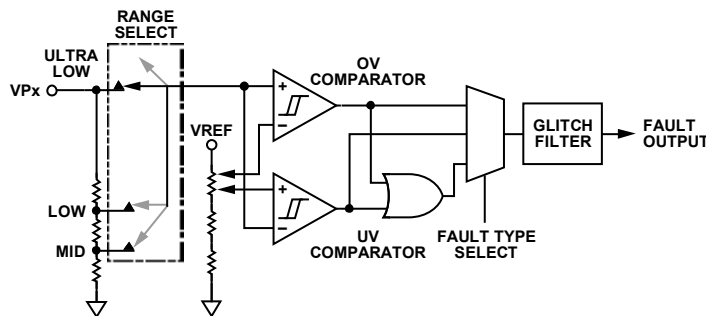 RANGE
SELECT
ULTRA
LOW
VPx
LOW
MID
VREF
OV
COMPARATOR
+
–
+
–
UV
COMPARATOR
FAULT TYPE
SELECT
GLITCH
FILTER
FAULT
OUTPUT